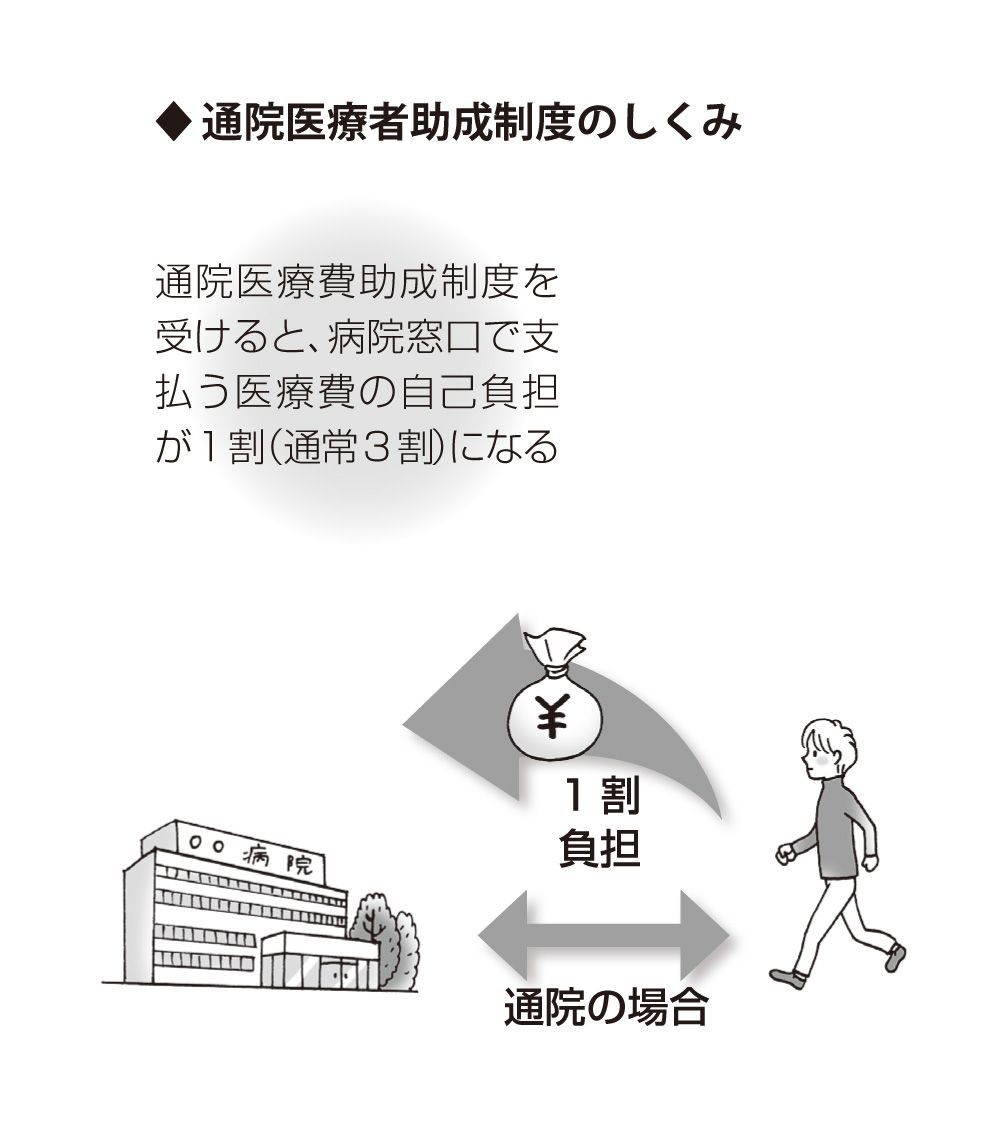 ◆ 通院医療者助成制度のしくみ
通院医療費助成制度を
受けると、病院窓口で支
払う医療費の自己負担
が１割（通常３割）になる
¥
１割
負担
○○病院
通院の場合